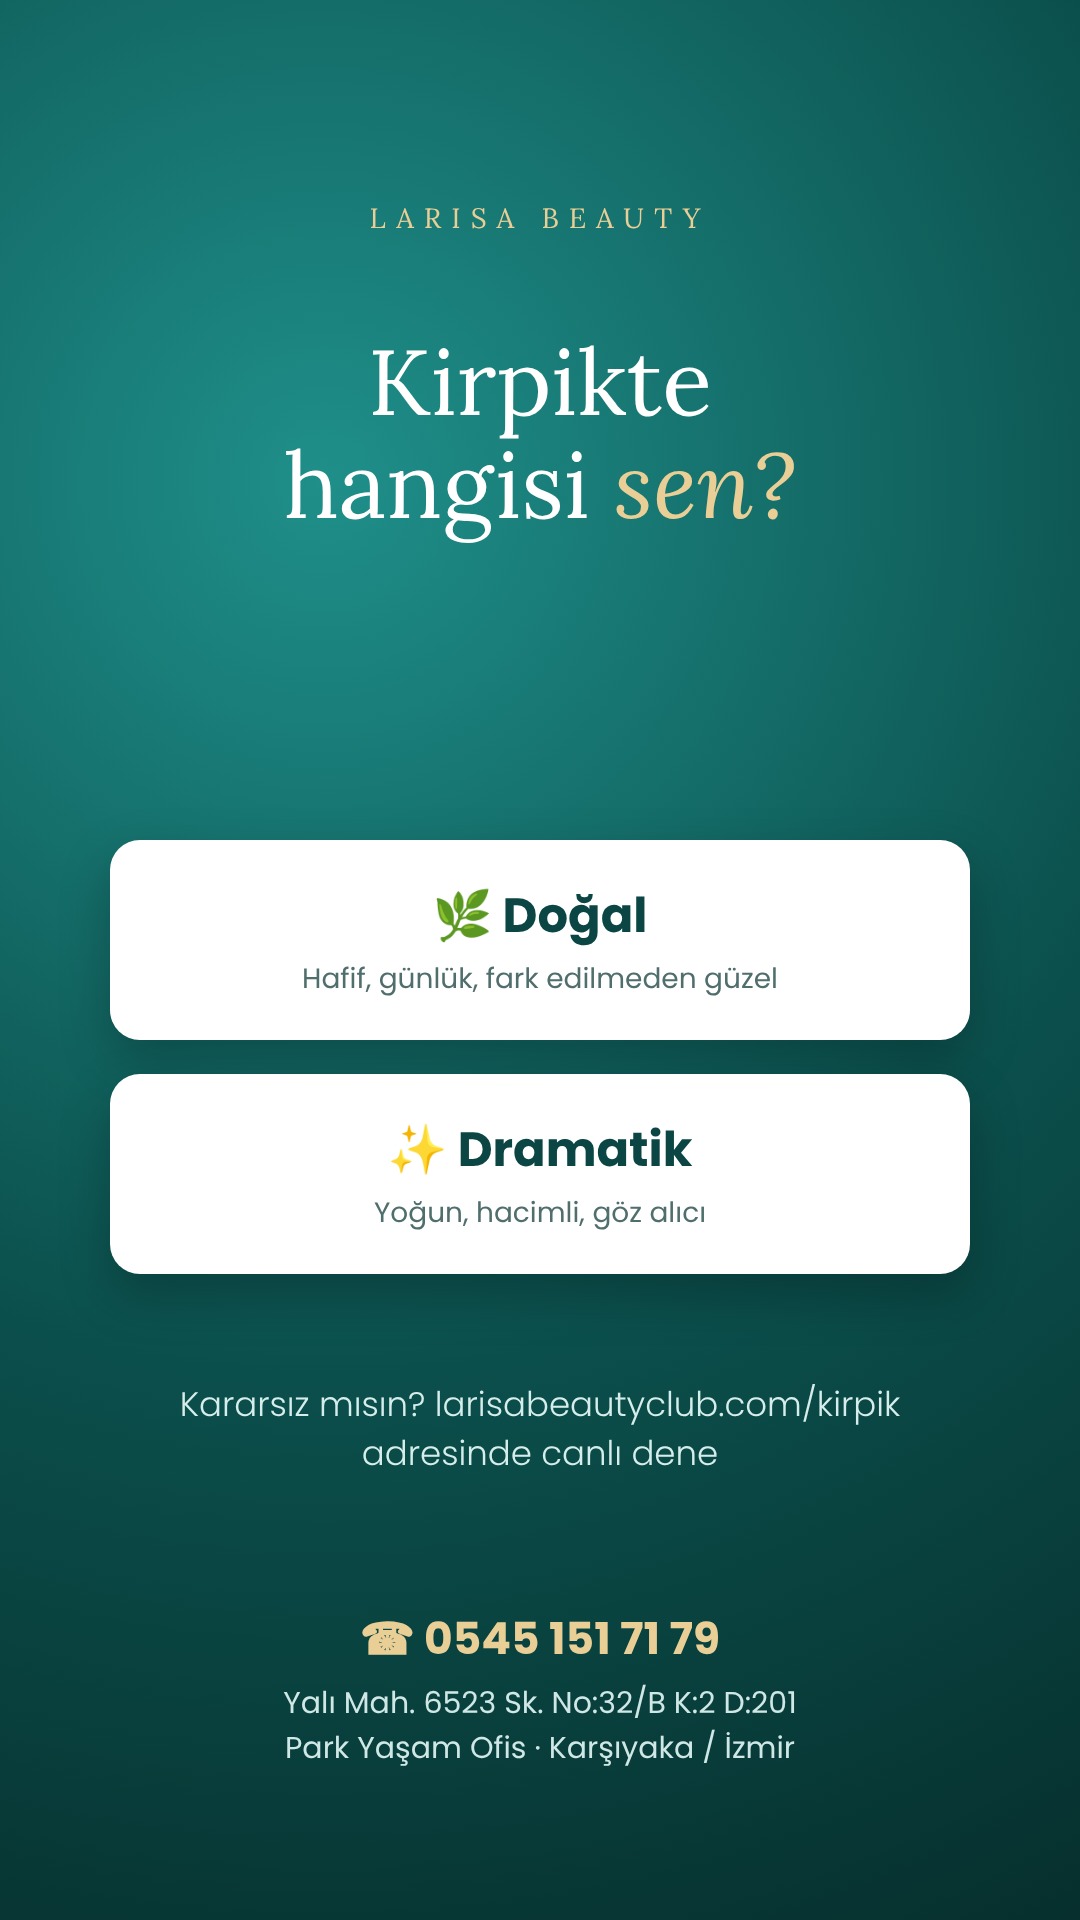 LARISA BEAUTY
Kirpikte
hangisi sen?
🌿 Doğal
Hafif, günlük, fark edilmeden güzel
✨ Dramatik
Yoğun, hacimli, göz alıcı
Kararsız mısın? larisabeautyclub.com/kirpik
adresinde canlı dene
☎ 0545 151 71 79
Yalı Mah. 6523 Sk. No:32/B K:2 D:201
Park Yaşam Ofis · Karşıyaka / İzmir